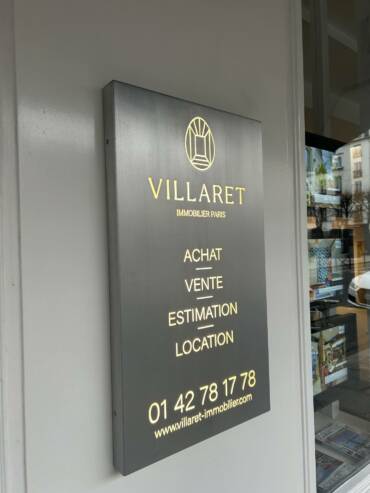 VILLARET
IMMOBILIER PARIS
ACHAT
VENTE
ESTIMATION
LOCATION
01 42 78 17 78
www.villaret-immobilier.com